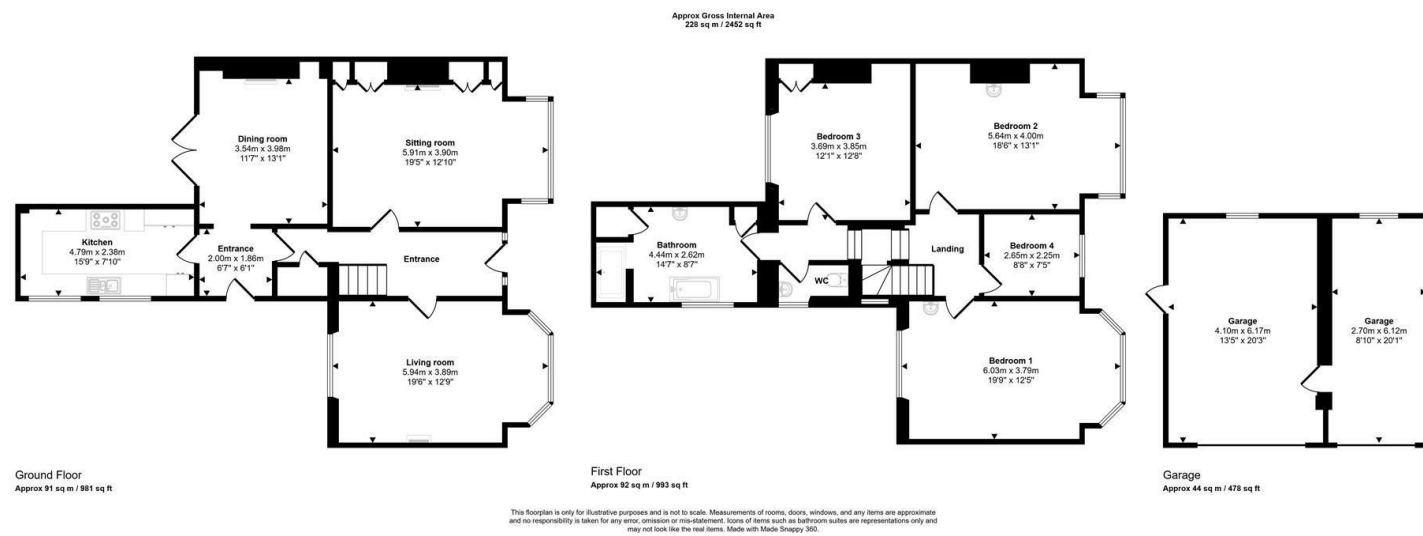 Approx Gross Internal Area
228 sq m / 2452 sq ft
Dining room
3.54m x 3.98m
11'7" x 13'1"
Sitting room
5.91m x 3.90m
19'5" x 12'10"
Kitchen
4.79m x 2.38m
15'9" x 7'10"
Entrance
2.00m x 1.86m
6'7" x 6'1"
Entrance
Living room
5.94m x 3.89m
19'6" x 12'9"
Ground Floor
Approx 91 sq m / 981 sq ft
Bedroom 3
3.69m x 3.85m
12'1" x 12'8"
Bedroom 2
5.64m x 4.00m
18'6" x 13'1"
Bathroom
4.44m x 2.62m
14'7" x 8'7"
WC
Landing
Bedroom 4
2.65m x 2.25m
8'8" x 7'5"
Bedroom 1
6.03m x 3.79m
19'9" x 12'5"
First Floor
Approx 92 sq m / 993 sq ft
Garage
4.10m x 6.17m
13'5" x 20'3"
Garage
2.70m x 6.12m
8'10" x 20'1"
Garage
Approx 44 sq m / 478 sq ft
This floorplan is only for illustrative purposes and is not to scale. Measurements of rooms, doors, windows, and any items are approximate
and no responsibility is taken for any error, omission or mis-statement. Icons of items such as bathroom suites are representations only and
may not look like the real items. Made with Made Snappy 360.